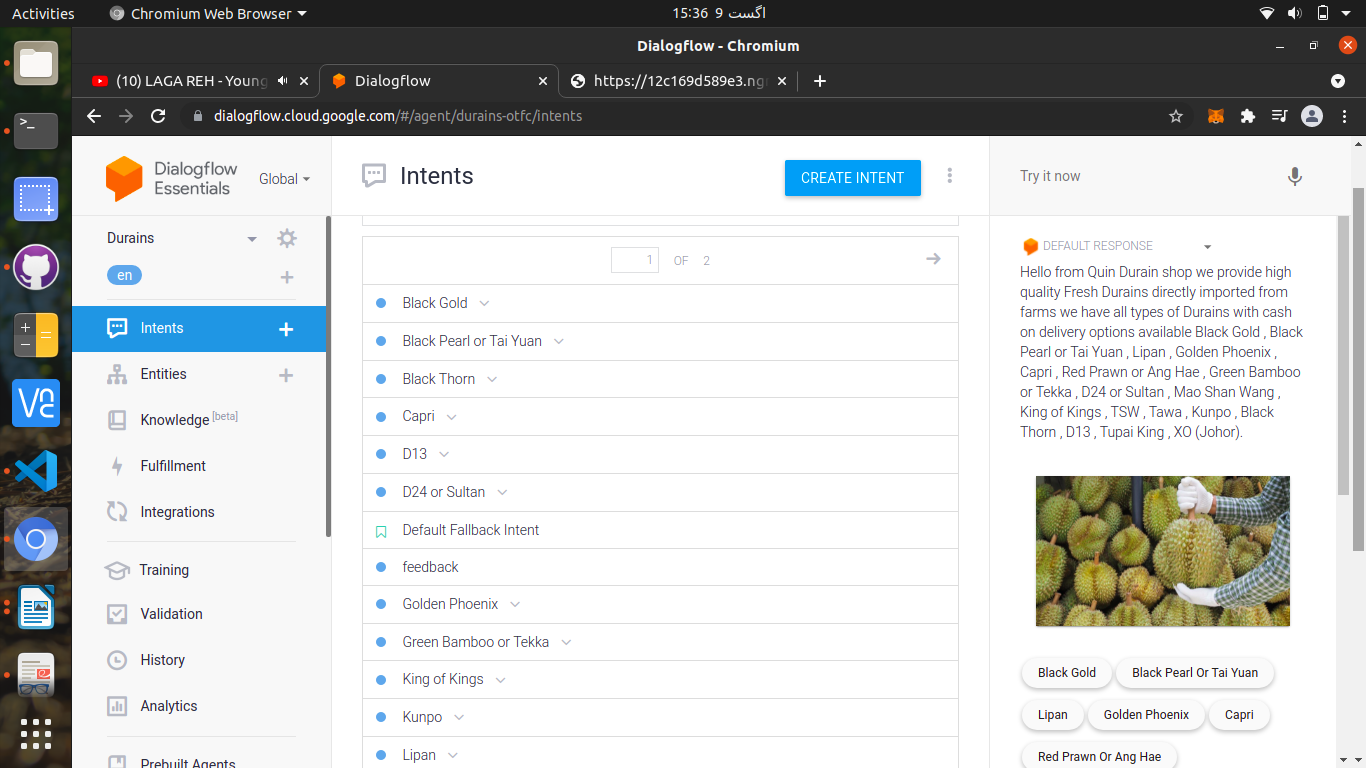 Activities
Chromium Web Browser
15:36 9 اگست
Dialogflow - Chromium
(10) LAGA REH - Young
Dialogflow
https://12c169d589e3.ng
dialogflow.cloud.google.com/#/agent/durains-otfc/intents
Dialogflow
Essentials
Global
Intents
CREATE INTENT
Try it now
Durains
en
Intents
Entities
Knowledge [beta]
Fulfillment
Integrations
Training
Validation
History
Analytics
Prebuilt Agents
1 OF 2
Black Gold
Black Pearl or Tai Yuan
Black Thorn
Capri
D13
D24 or Sultan
Default Fallback Intent
feedback
Golden Phoenix
Green Bamboo or Tekka
King of Kings
Kunpo
Lipan
DEFAULT RESPONSE
Hello from Quin Durain shop we provide high
quality Fresh Durains directly imported from
farms we have all types of Durains with cash
on delivery options available Black Gold , Black
Pearl or Tai Yuan , Lipan , Golden Phoenix ,
Capri , Red Prawn or Ang Hae , Green Bamboo
or Tekka , D24 or Sultan , Mao Shan Wang ,
King of Kings , TSW , Tawa , Kunpo , Black
Thorn , D13 , Tupai King , XO (Johor).
Black Gold
Black Pearl Or Tai Yuan
Lipan
Golden Phoenix
Capri
Red Prawn Or Ang Hae